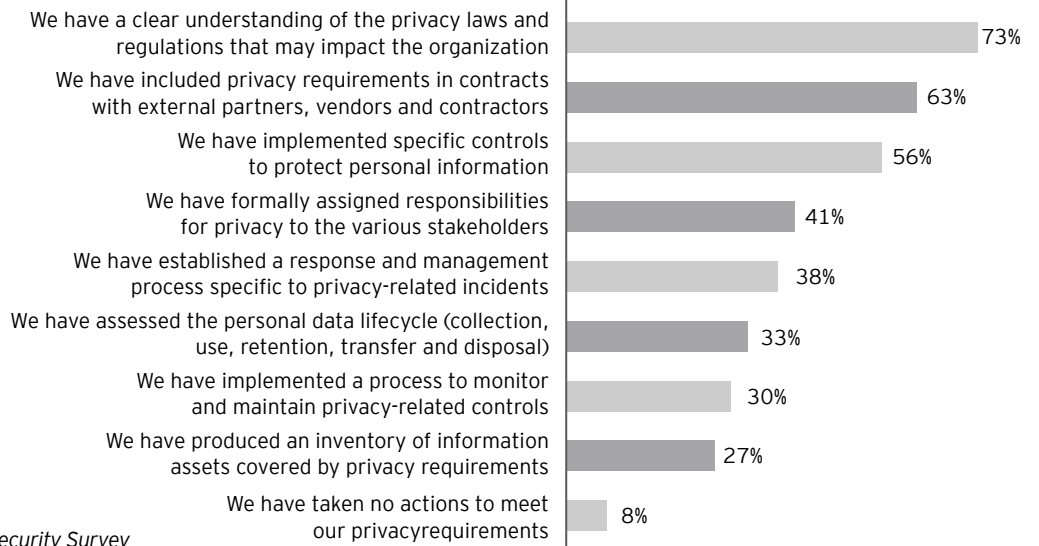 We have a clear understanding of the privacy laws and
regulations that may impact the organization
73%
We have included privacy requirements in contracts
with external partners, vendors and contractors
63%
We have implemented specific controls
to protect personal information
56%
We have formally assigned responsibilities
for privacy to the various stakeholders
41%
We have established a response and management
process specific to privacy-related incidents
38%
We have assessed the personal data lifecycle (collection,
use, retention, transfer and disposal)
33%
We have implemented a process to monitor
and maintain privacy-related controls
30%
We have produced an inventory of information
assets covered by privacy requirements
27%
We have taken no actions to meet
our privacyrequirements
8%
Survey